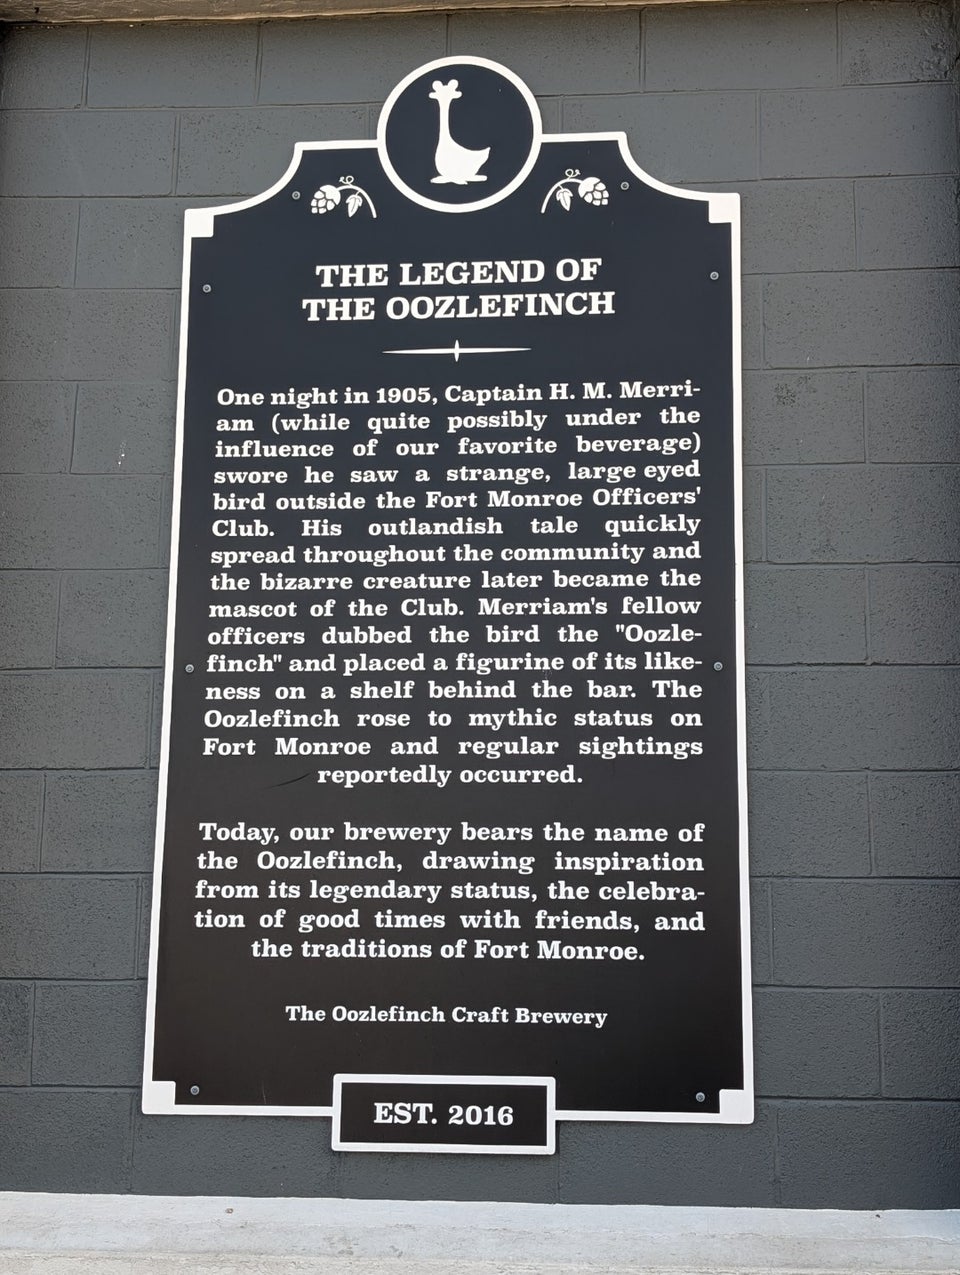 THE LEGEND OF
THE OOZLEFINCH
One night in 1905, Captain H. M. Merri-
am (while quite possibly under the
influence of our favorite beverage)
swore he saw a strange, large eyed
bird outside the Fort Monroe Officers'
Club. His outlandish tale quickly
spread throughout the community and
the bizarre creature later became the
mascot of the Club. Merriam's fellow
officers dubbed the bird the "Oozle-
finch" and placed a figurine of its like-
ness on a shelf behind the bar. The
Oozlefinch rose to mythic status on
Fort Monroe and regular sightings
reportedly occurred.
Today, our brewery bears the name of
the Oozlefinch, drawing inspiration
from its legendary status, the celebra-
tion of good times with friends, and
the traditions of Fort Monroe.
The Oozlefinch Craft Brewery
EST. 2016